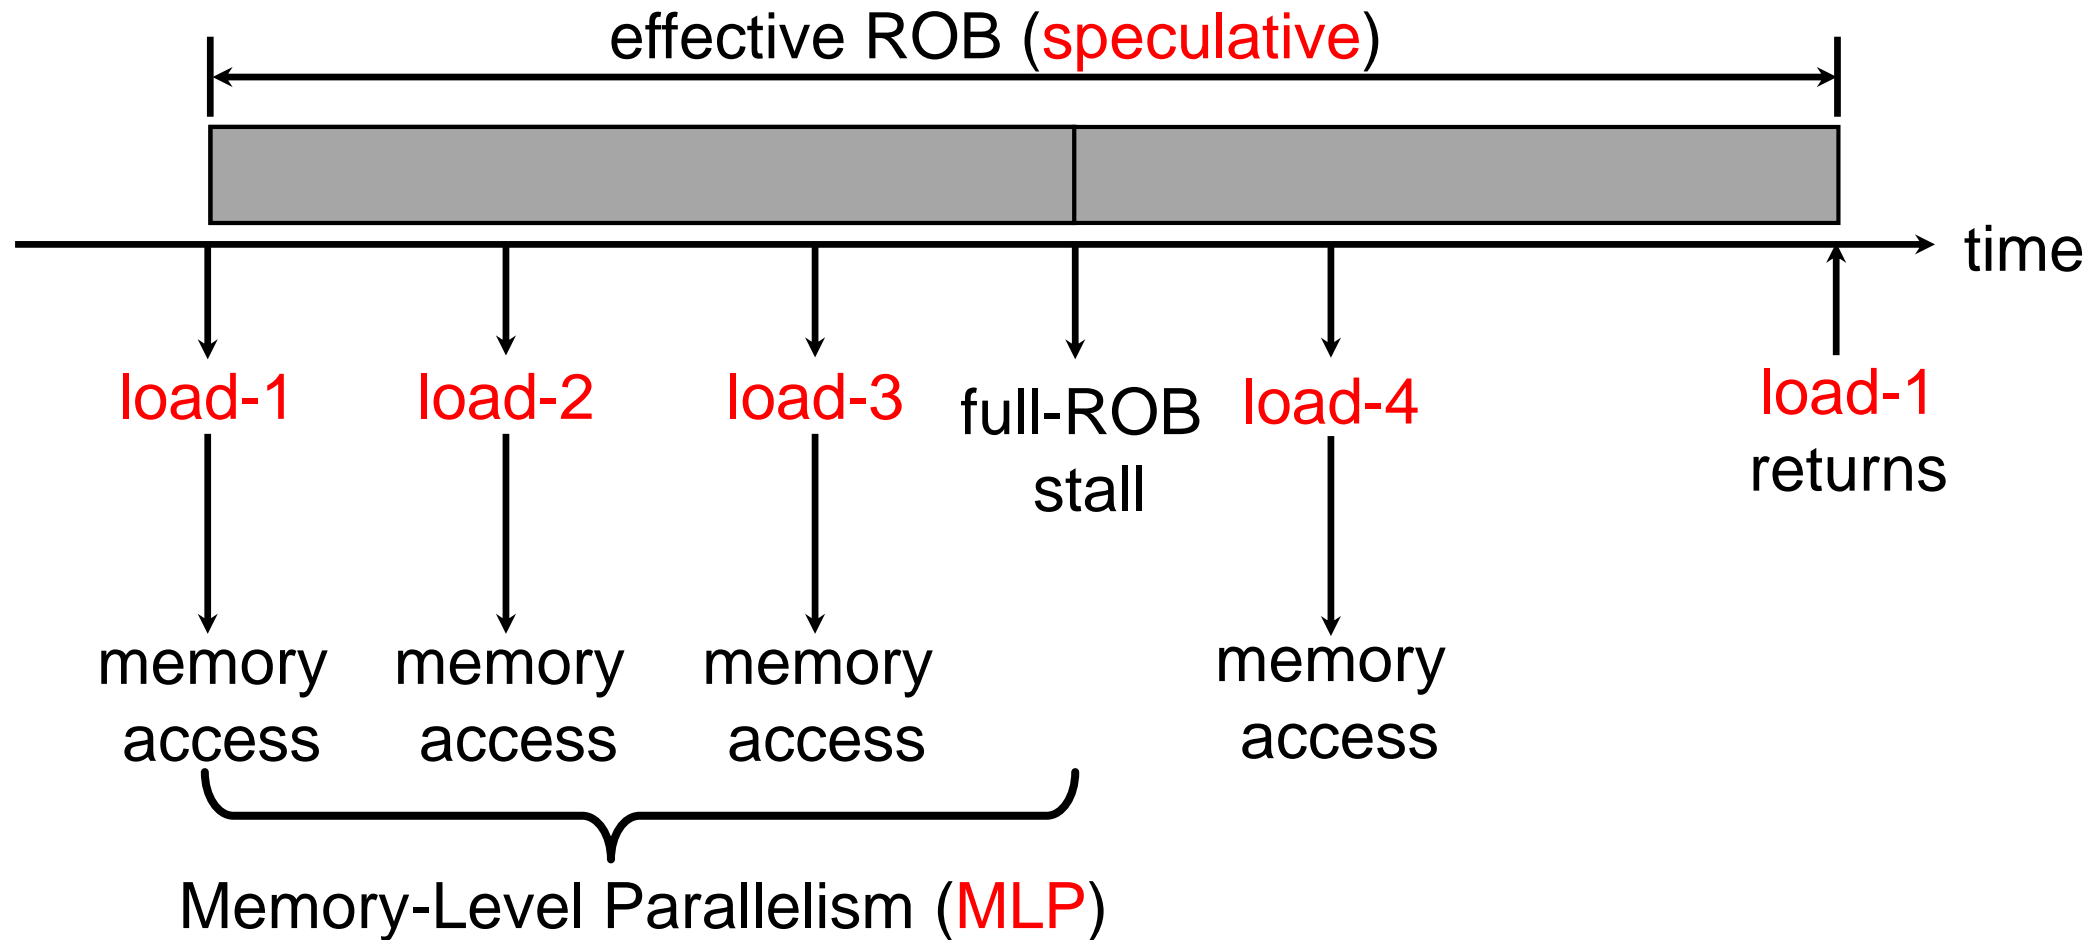 effective ROB (speculative)
time
load-1
load-2
load-3
full-ROB
stall
load-4
load-1
returns
memory
access
memory
access
memory
access
memory
access
Memory-Level Parallelism (MLP)